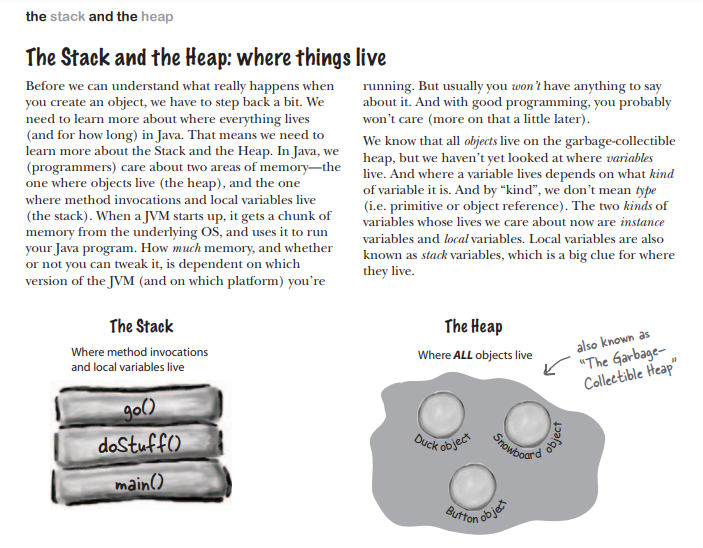 the stack and the heap
The Stack and the Heap: where things live
Before we can understand what really happens when
you create an object, we have to step back a bit. We
need to learn more about where everything lives
(and for how long) in Java. That means we need to
learn more about the Stack and the Heap. In Java, we
(programmers) care about two areas of memory—the
one where objects live (the heap), and the one
where method invocations and local variables live
(the stack). When a JVM starts up, it gets a chunk of
memory from the underlying OS, and uses it to run
your Java program. How much memory, and whether
or not you can tweak it, is dependent on which
version of the JVM (and on which platform) you’re
running. But usually you won’t have anything to say
about it. And with good programming, you probably
won’t care (more on that a little later).
We know that all objects live on the garbage-collectible
heap, but we haven’t yet looked at where variables
live. And where a variable lives depends on what kind
of variable it is. And by “kind”, we don’t mean type
(i.e. primitive or object reference). The two kinds of
variables whose lives we care about now are instance
variables and local variables. Local variables are also
known as stack variables, which is a big clue for where
they live.
The Stack
Where method invocations
and local variables live
go()
doStuff()
main()
The Heap
Where ALL objects live
also known as
“The Garbage-
Collectible Heap”
Duck object
Snowboard object
Button object